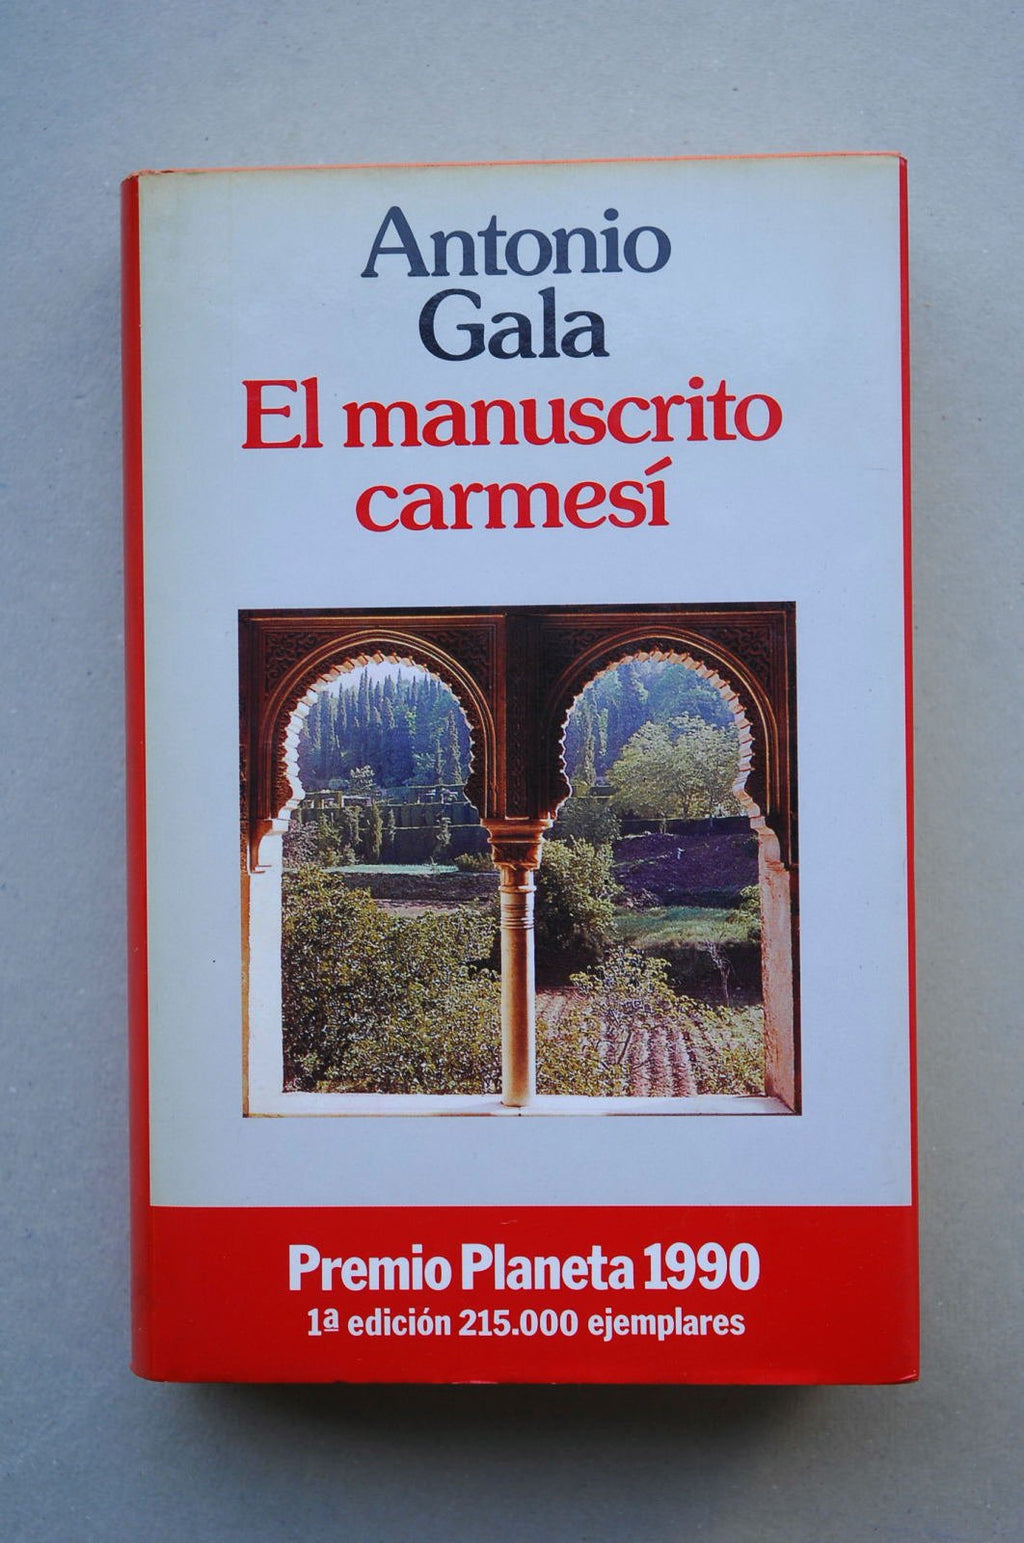 Antonio
Gala
El manuscrito
carmesí
Premio Planeta 1990
1ª edición 215.000 ejemplares